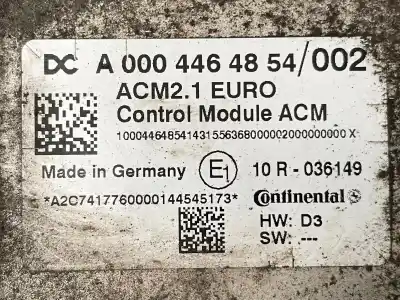 DC A 000 446 48 54/002
ACM2.1 EURO
Control Module ACM
100044648541431556368000002000000000 X
Made in Germany E1 10 R - 036149
*A2C7417760000144545173* Continental
HW: D3
SW: ---